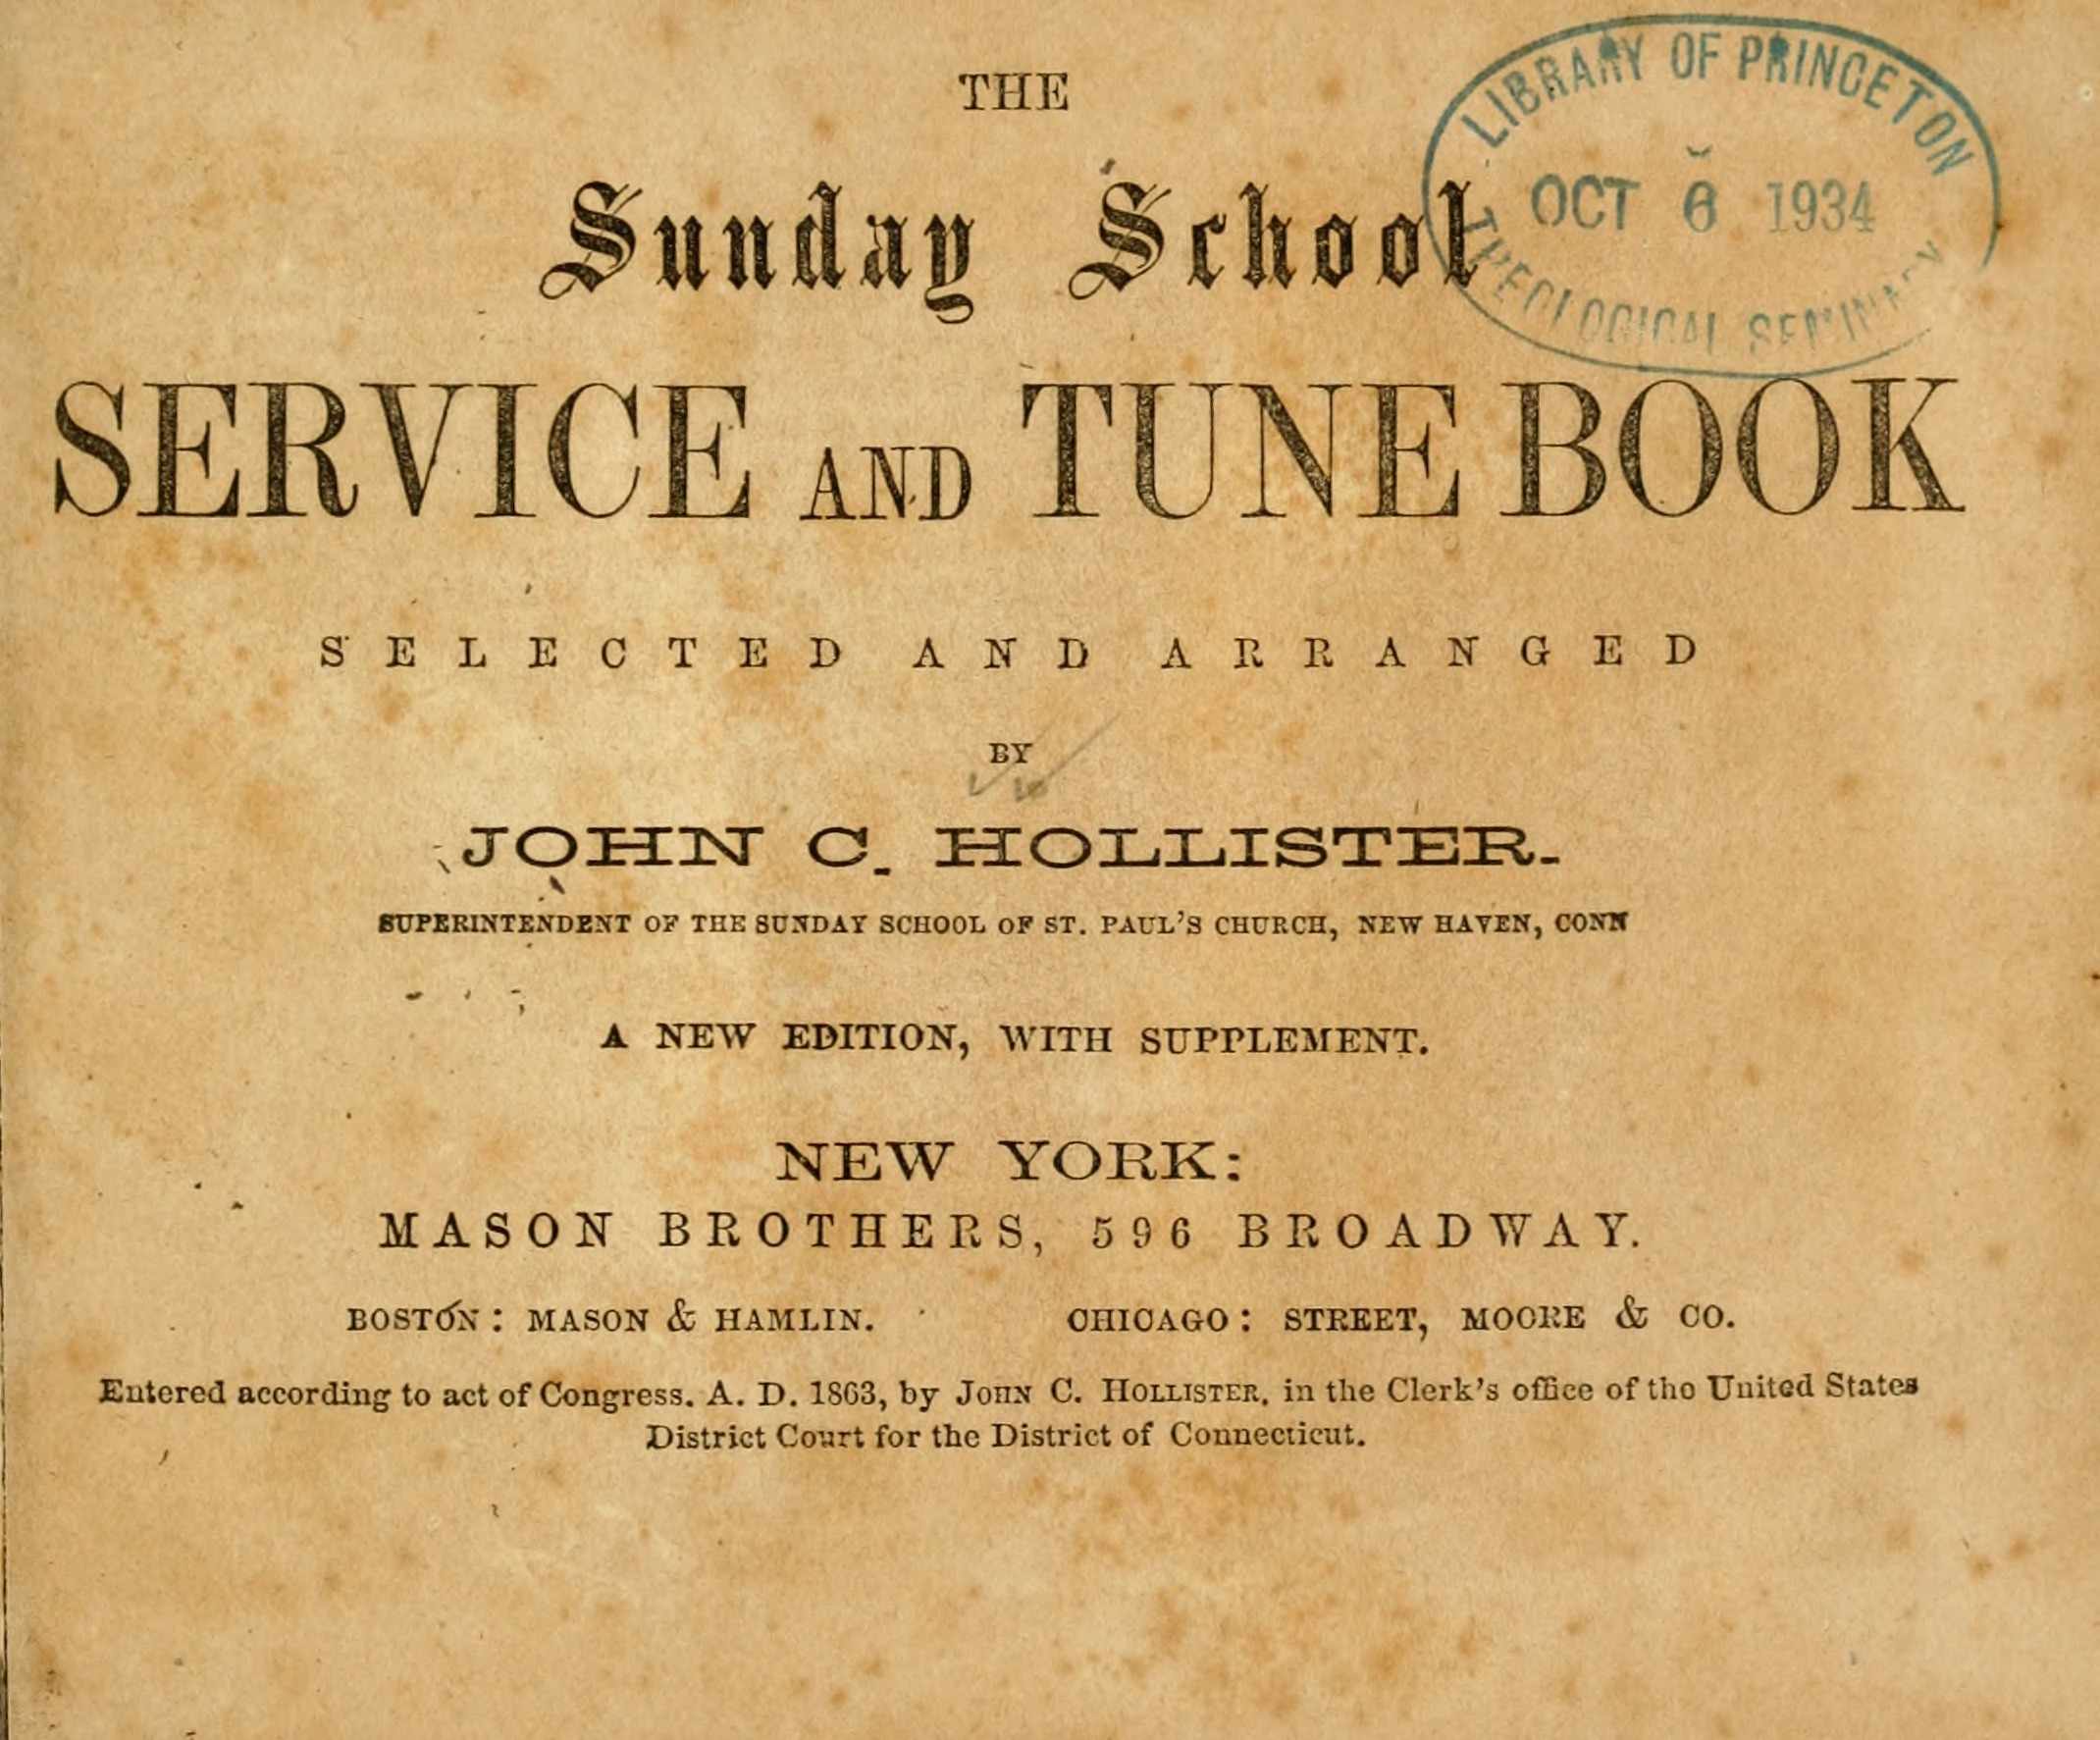 THE
LIBRARY OF PRINCETON
OCT 6 1934
THEOLOGICAL SEMINARY
Sunday School
SERVICE AND TUNE BOOK
SELECTED AND ARRANGED
BY
JOHN C. HOLLISTER.
SUPERINTENDENT OF THE SUNDAY SCHOOL OF ST. PAUL'S CHURCH, NEW HAVEN, CONN
A NEW EDITION, WITH SUPPLEMENT.
NEW YORK:
MASON BROTHERS, 596 BROADWAY.
BOSTON: MASON & HAMLIN. CHICAGO: STREET, MOORE & CO.
Entered according to act of Congress. A. D. 1863, by JOHN C. HOLLISTER, in the Clerk's office of the United States
District Court for the District of Connecticut.